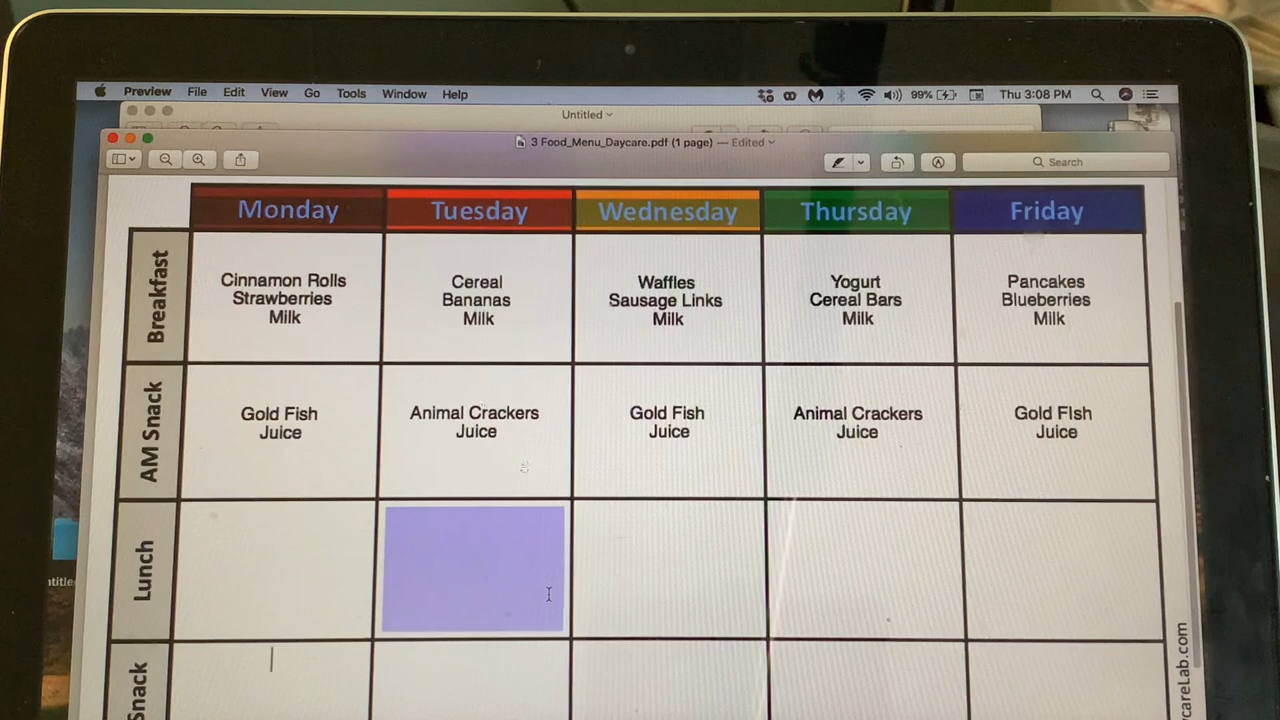 Preview File Edit View Go Tools Window Help 99% Thu 3:08 PM
Untitled
3 Food_Menu_Daycare.pdf (1 page) — Edited
Search
Monday Tuesday Wednesday Thursday Friday
Breakfast
Cinnamon Rolls
Strawberries
Milk
Cereal
Bananas
Milk
Waffles
Sausage Links
Milk
Yogurt
Cereal Bars
Milk
Pancakes
Blueberries
Milk
AM Snack
Gold Fish
Juice
Animal Crackers
Juice
Gold Fish
Juice
Animal Crackers
Juice
Gold FIsh
Juice
Lunch
Snack
ycareLab.com
ntitle